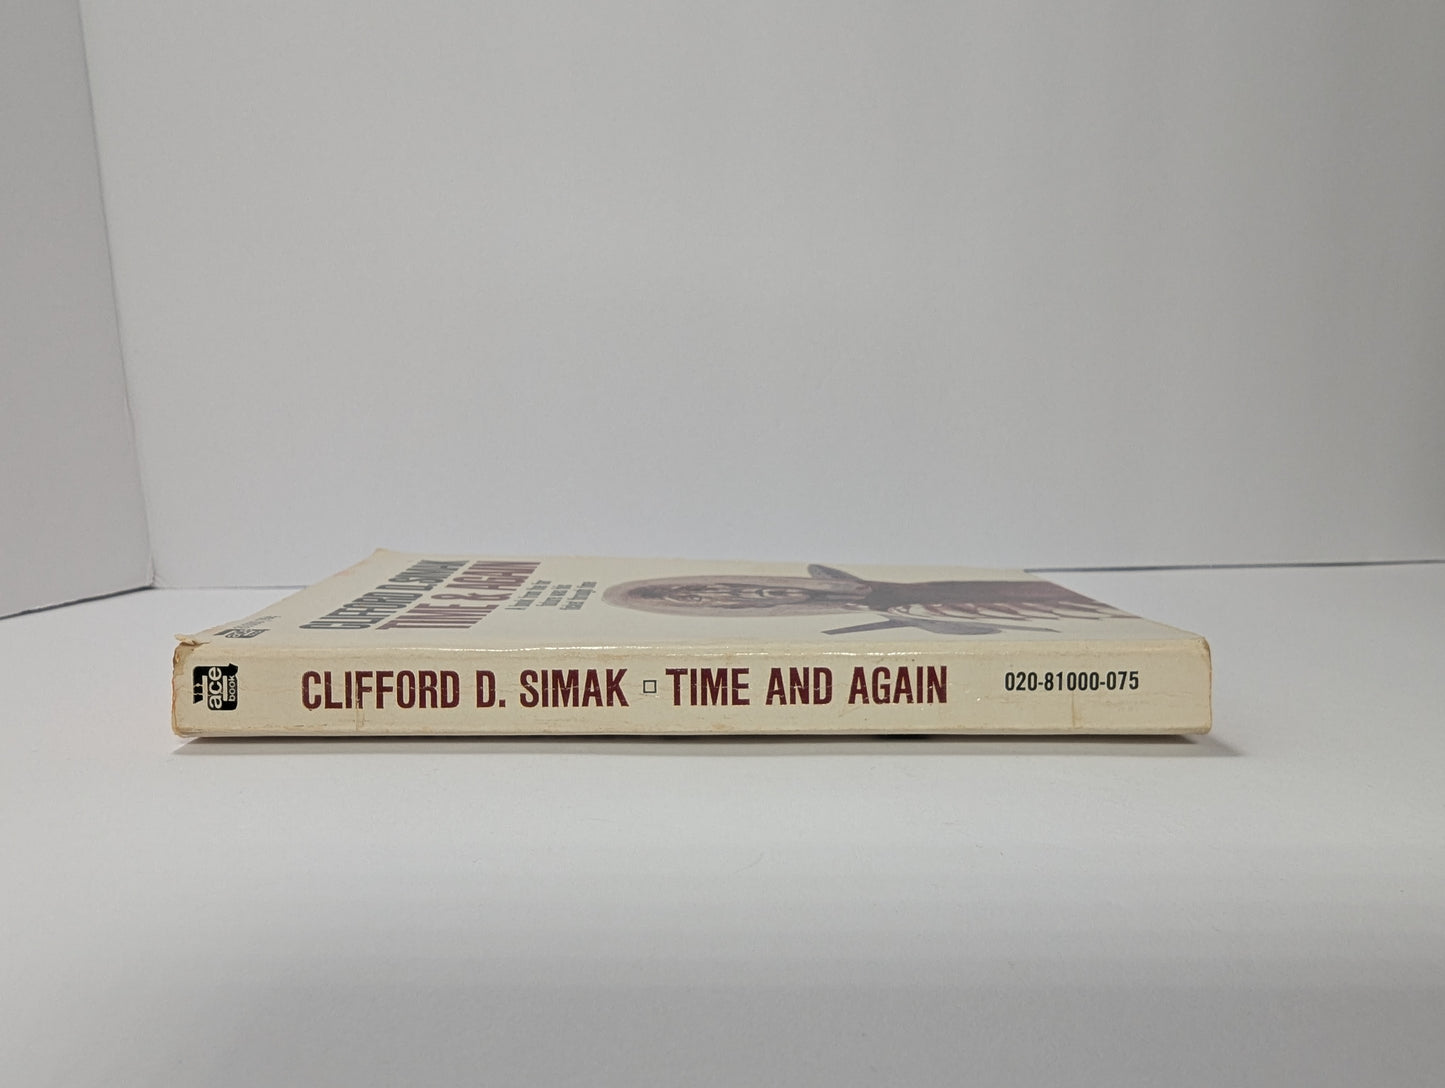 CLIFFORD D. SIMAK
TIME & AGAIN
ace
book
CLIFFORD D. SIMAK □ TIME AND AGAIN
020-81000-075